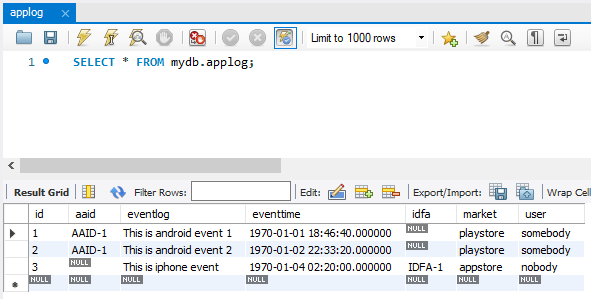 applog
Limit to 1000 rows
1 SELECT * FROM mydb.applog;
Result Grid Filter Rows: Edit: Export/Import: Wrap Cel
id aaid eventlog eventtime idfa market user
1 AAID-1 This is android event 1 1970-01-01 18:46:40.000000 NULL playstore somebody
2 AAID-1 This is android event 2 1970-01-02 22:33:20.000000 NULL playstore somebody
3 NULL This is iphone event 1970-01-04 02:20:00.000000 IDFA-1 appstore nobody
NULL NULL NULL NULL NULL NULL NULL